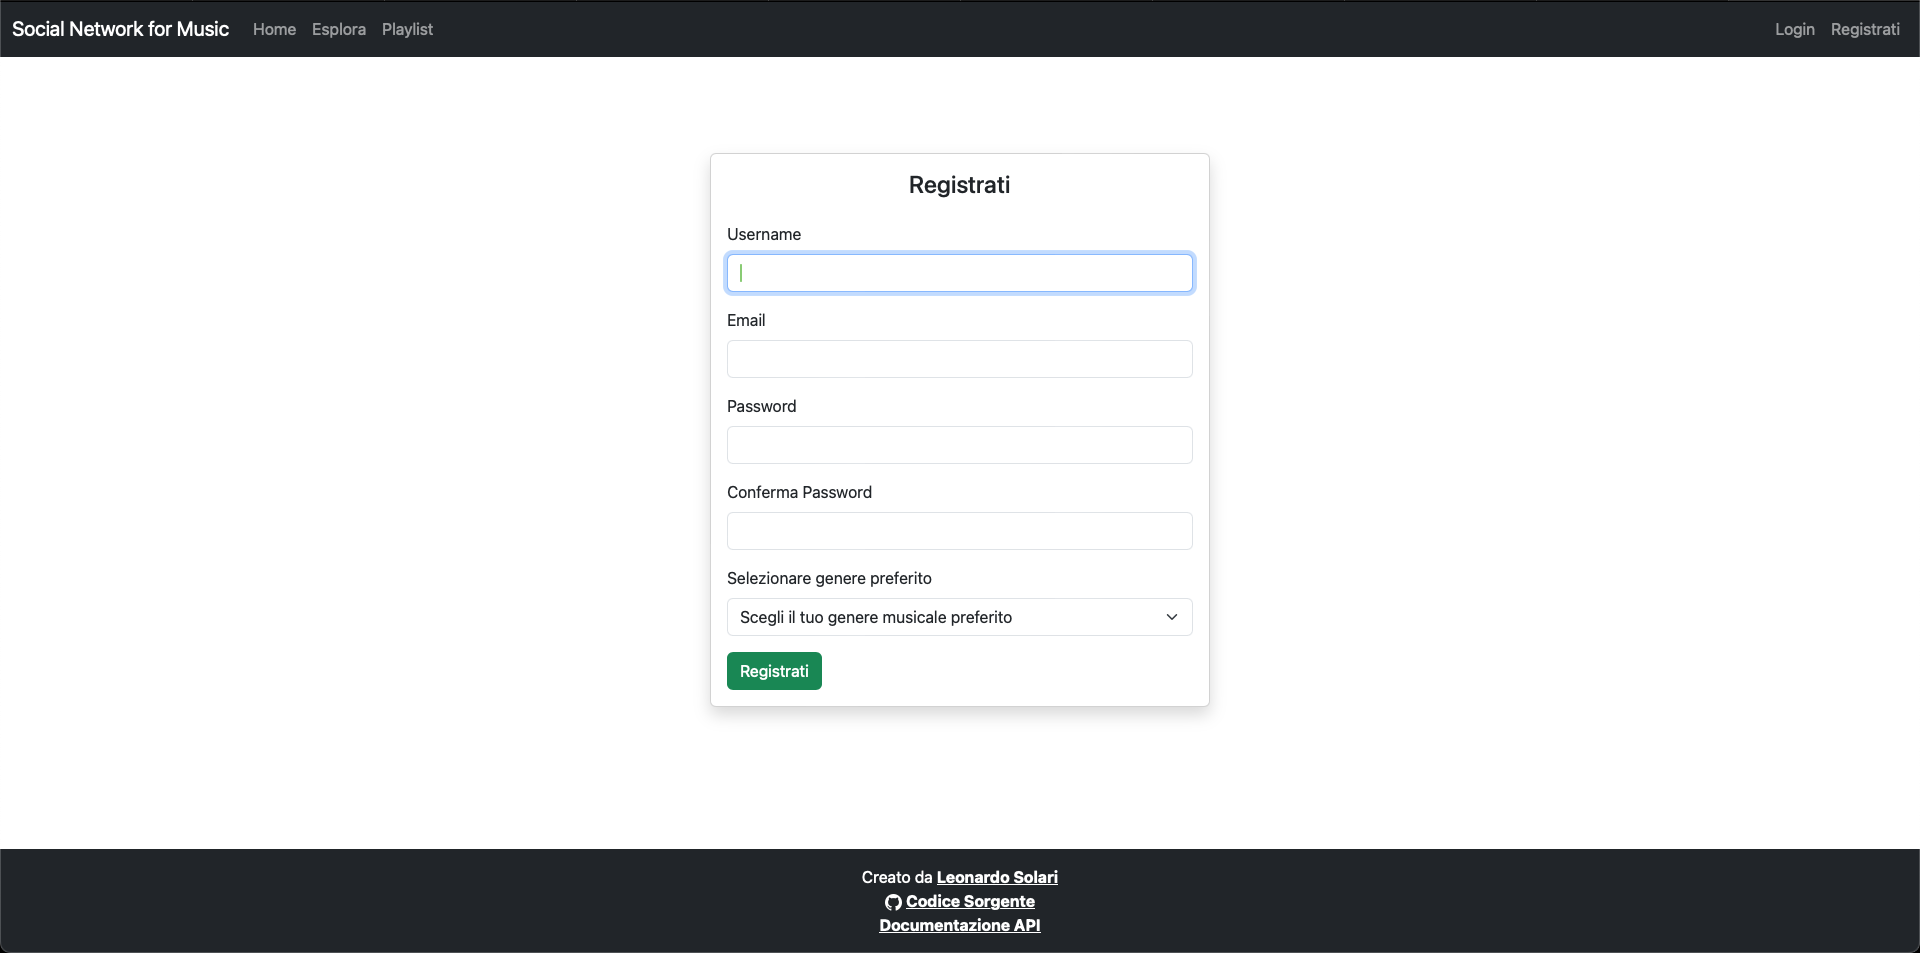 Social Network for Music Home Esplora Playlist Login Registrati
Registrati
Username
Email
Password
Conferma Password
Selezionare genere preferito
Scegli il tuo genere musicale preferito
Registrati
Creato da Leonardo Solari
Codice Sorgente
Documentazione API